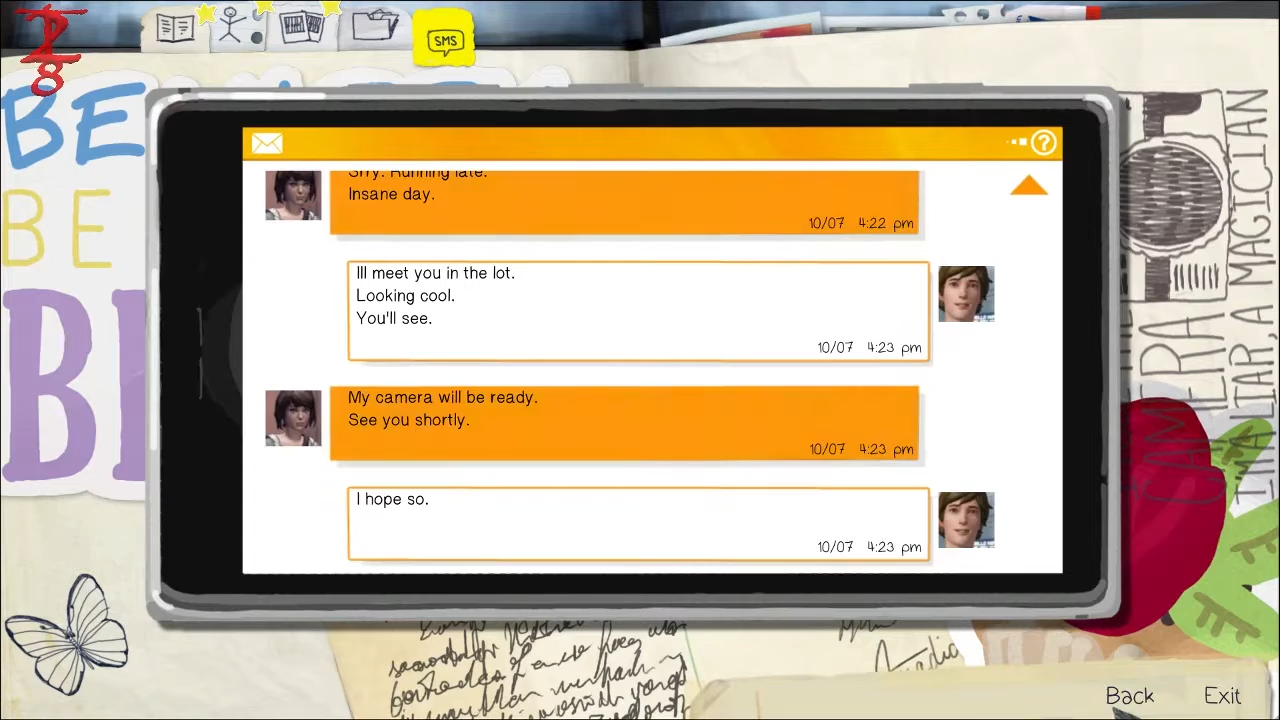 SMS
BE
BE
BE
Srry. Running late.
Insane day.
10/07 4:22 pm
Ill meet you in the lot.
Looking cool.
You'll see.
10/07 4:23 pm
My camera will be ready.
See you shortly.
10/07 4:23 pm
I hope so.
10/07 4:23 pm
CAMERA
I'M A LIAR, A MAGICIAN
Back
Exit